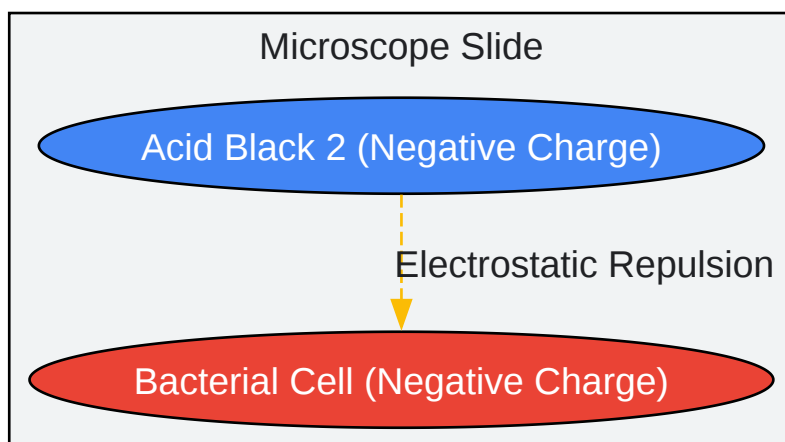 Microscope Slide
Acid Black 2 (Negative Charge)
Electrostatic Repulsion
Bacterial Cell (Negative Charge)